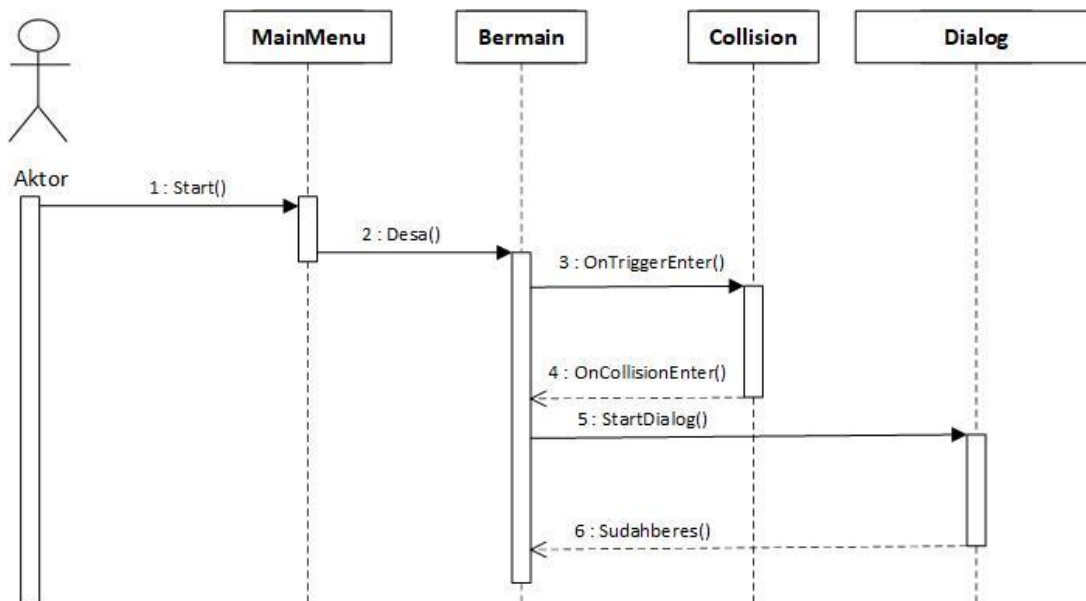 MainMenu
Bermain
Collision
Dialog
Aktor
1 : Start()
2 : Desa()
3 : OnTriggerEnter()
4 : OnCollisionEnter()
5 : StartDialog()
6 : Sudahberes()